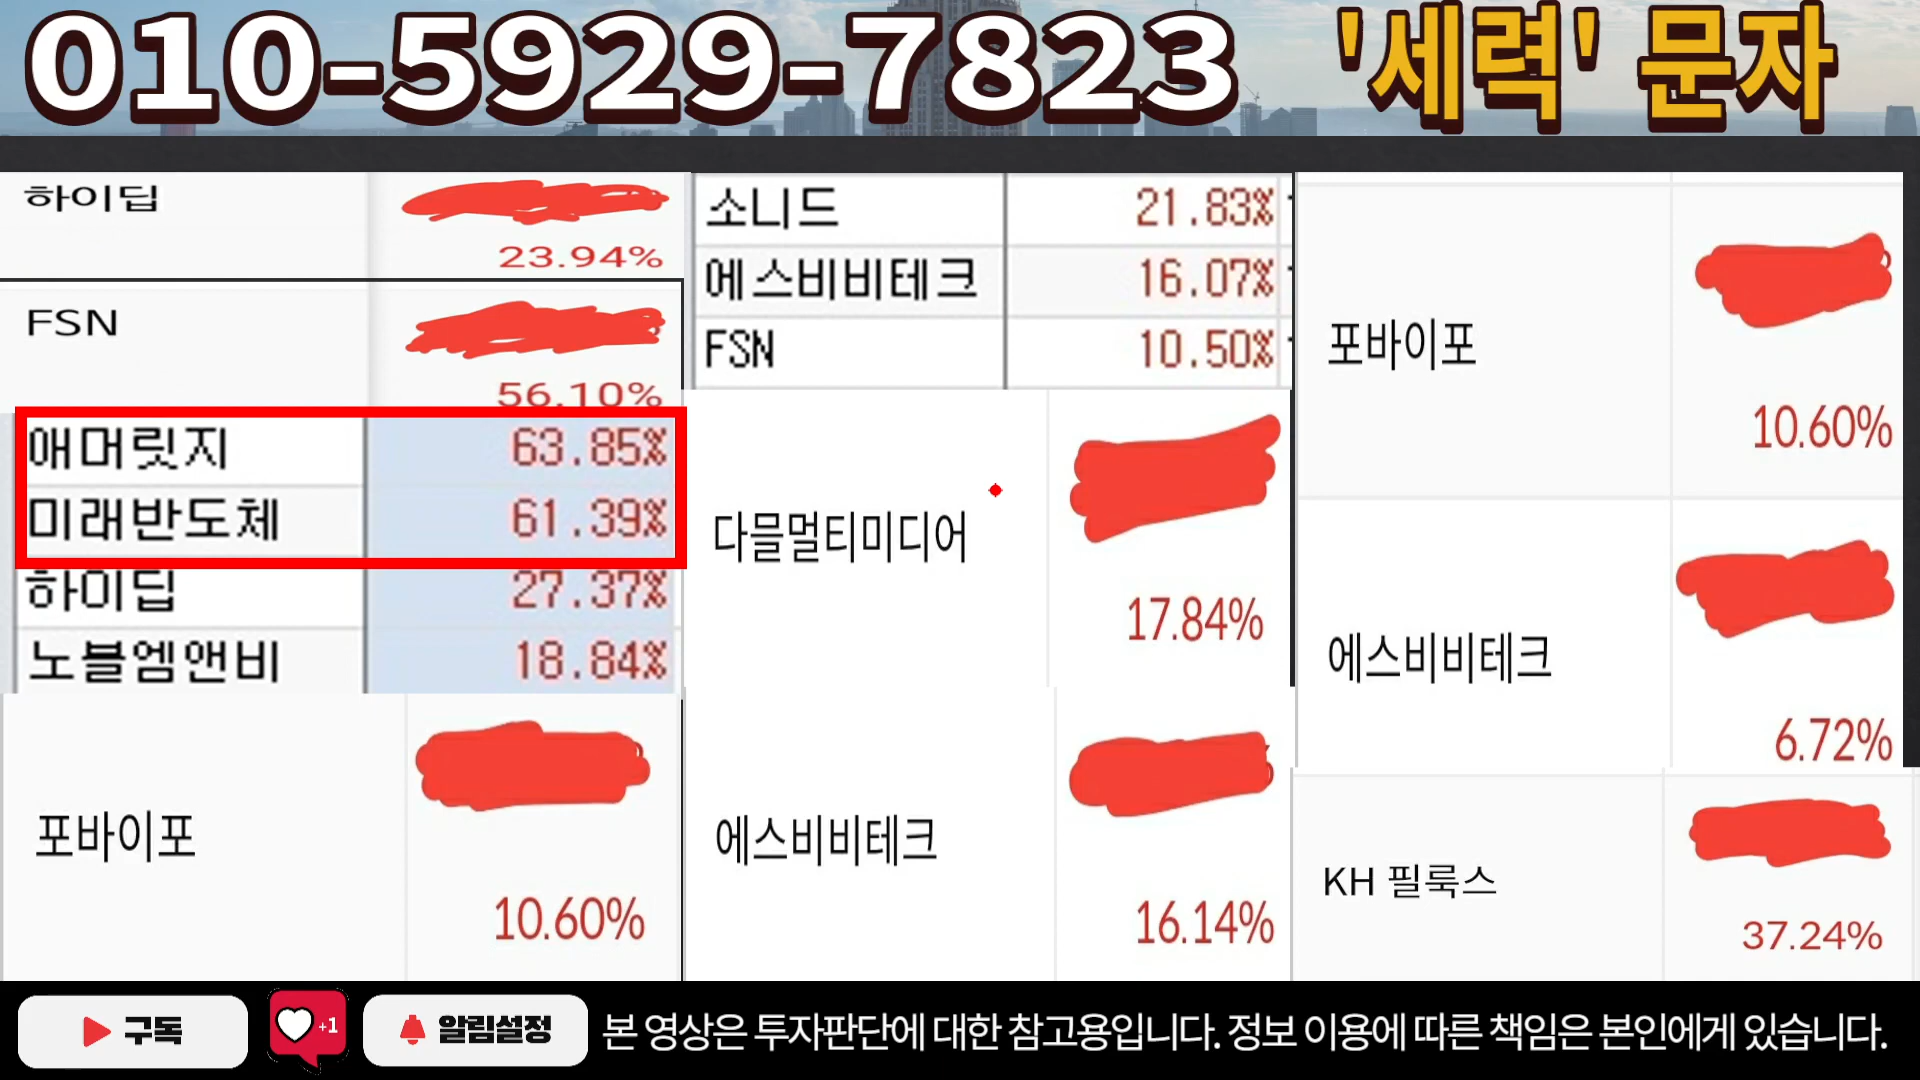 010-5929-7823 '세력' 문자
하이딥
23.94%
FSN
56.10%
애머릿지 63.85%
미래반도체 61.39%
하이딥 27.37%
노블엠앤비 18.84%
포바이포
10.60%
소니드 21.83%
에스비비테크 16.07%
FSN 10.50%
다믈멀티미디어
17.84%
에스비비테크
16.14%
포바이포
10.60%
에스비비테크
6.72%
KH 필룩스
37.24%
구독 +1 알림설정 본 영상은 투자판단에 대한 참고용입니다. 정보 이용에 따른 책임은 본인에게 있습니다.